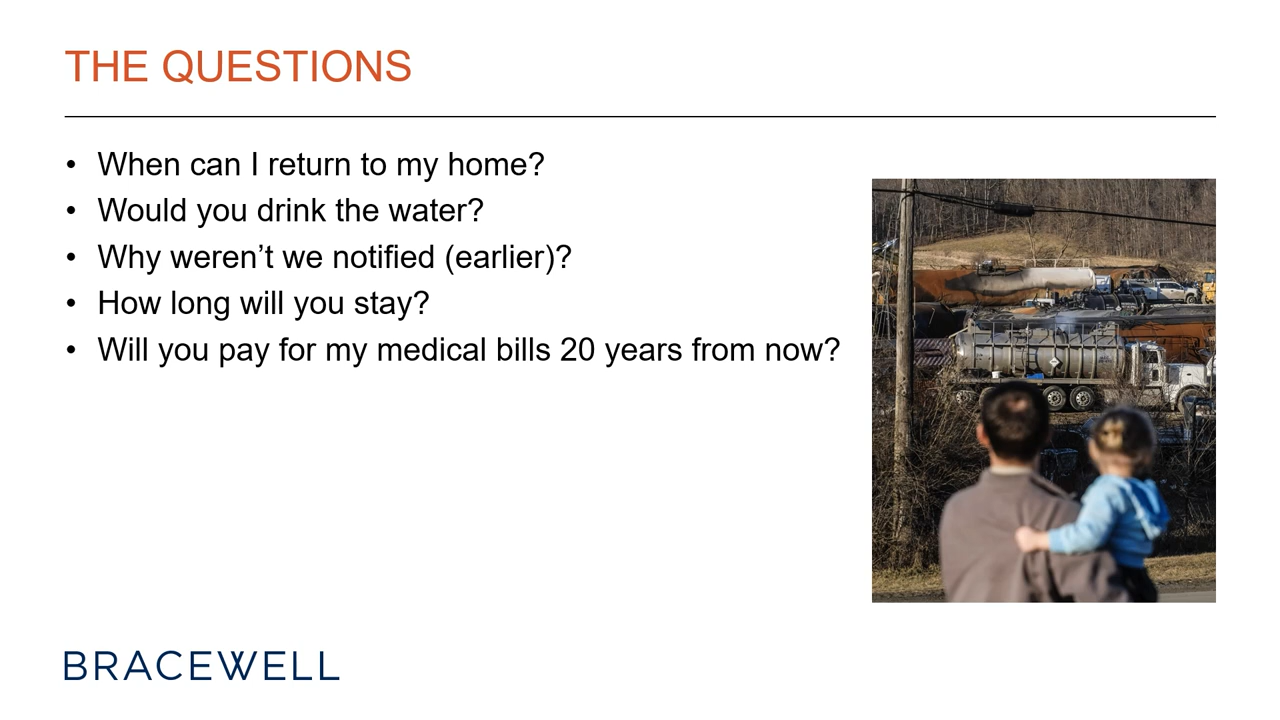 THE QUESTIONS
• When can I return to my home?
• Would you drink the water?
• Why weren’t we notified (earlier)?
• How long will you stay?
• Will you pay for my medical bills 20 years from now?
BRACEWELL